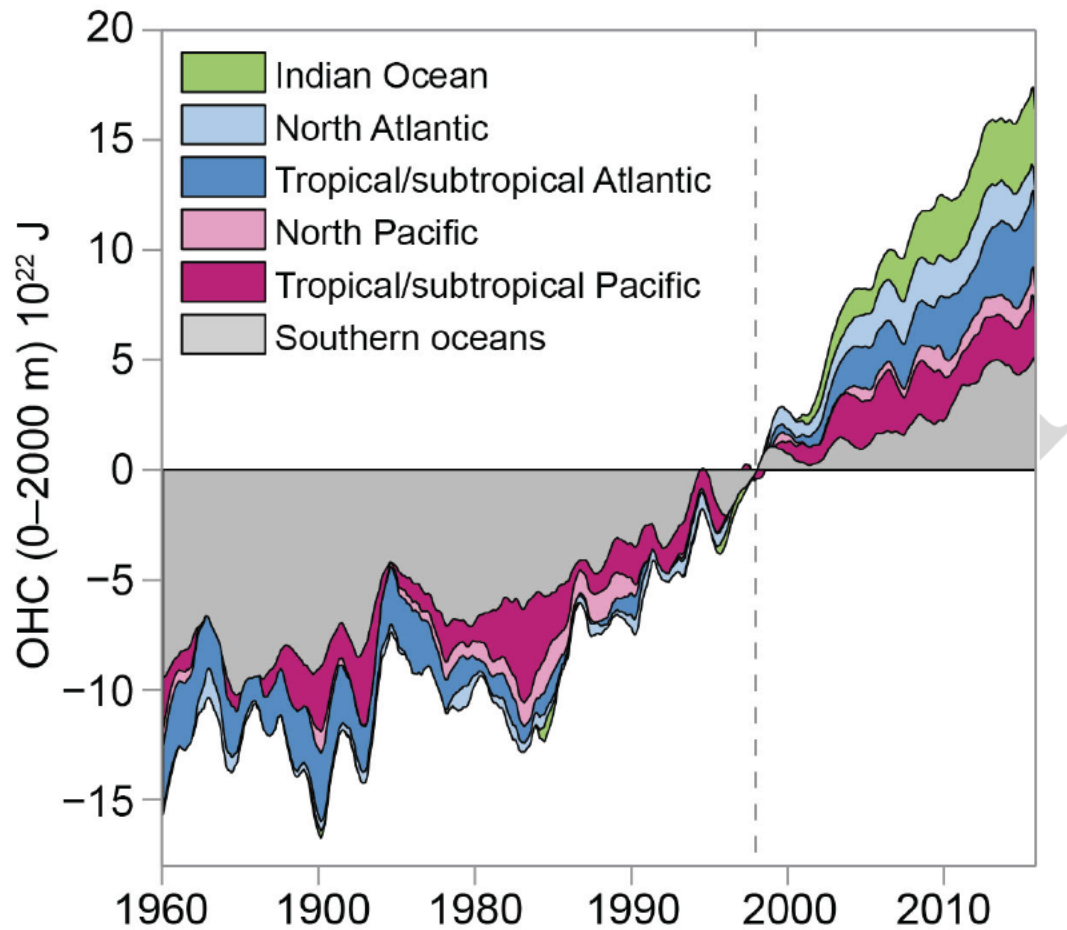 20
15
10
5
0
−5
−10
−15
OHC (0–2000 m) 10²² J
Indian Ocean
North Atlantic
Tropical/subtropical Atlantic
North Pacific
Tropical/subtropical Pacific
Southern oceans
1960 1900 1980 1990 2000 2010